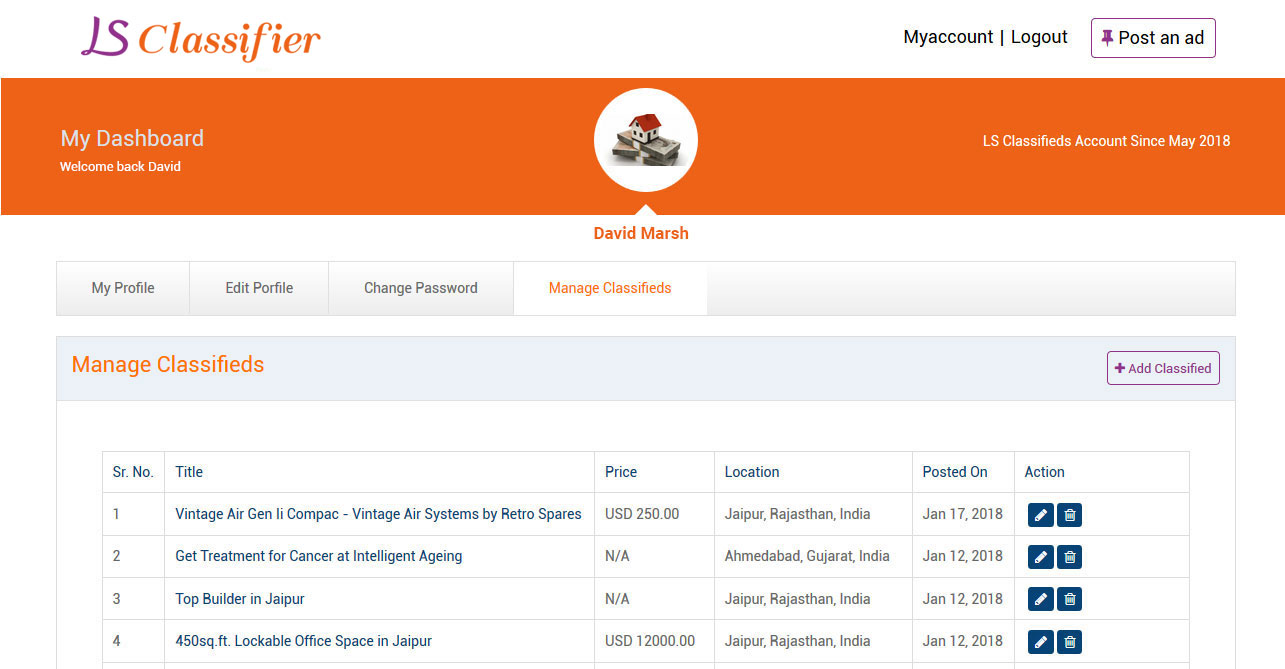 LS Classifier
Myaccount | Logout
Post an ad
My Dashboard
Welcome back David
LS Classifieds Account Since May 2018
David Marsh
My Profile
Edit Porfile
Change Password
Manage Classifieds
Manage Classifieds
+ Add Classified
Sr. No. Title Price Location Posted On Action
1 Vintage Air Gen Ii Compac - Vintage Air Systems by Retro Spares USD 250.00 Jaipur, Rajasthan, India Jan 17, 2018
2 Get Treatment for Cancer at Intelligent Ageing N/A Ahmedabad, Gujarat, India Jan 12, 2018
3 Top Builder in Jaipur N/A Jaipur, Rajasthan, India Jan 12, 2018
4 450sq.ft. Lockable Office Space in Jaipur USD 12000.00 Jaipur, Rajasthan, India Jan 12, 2018